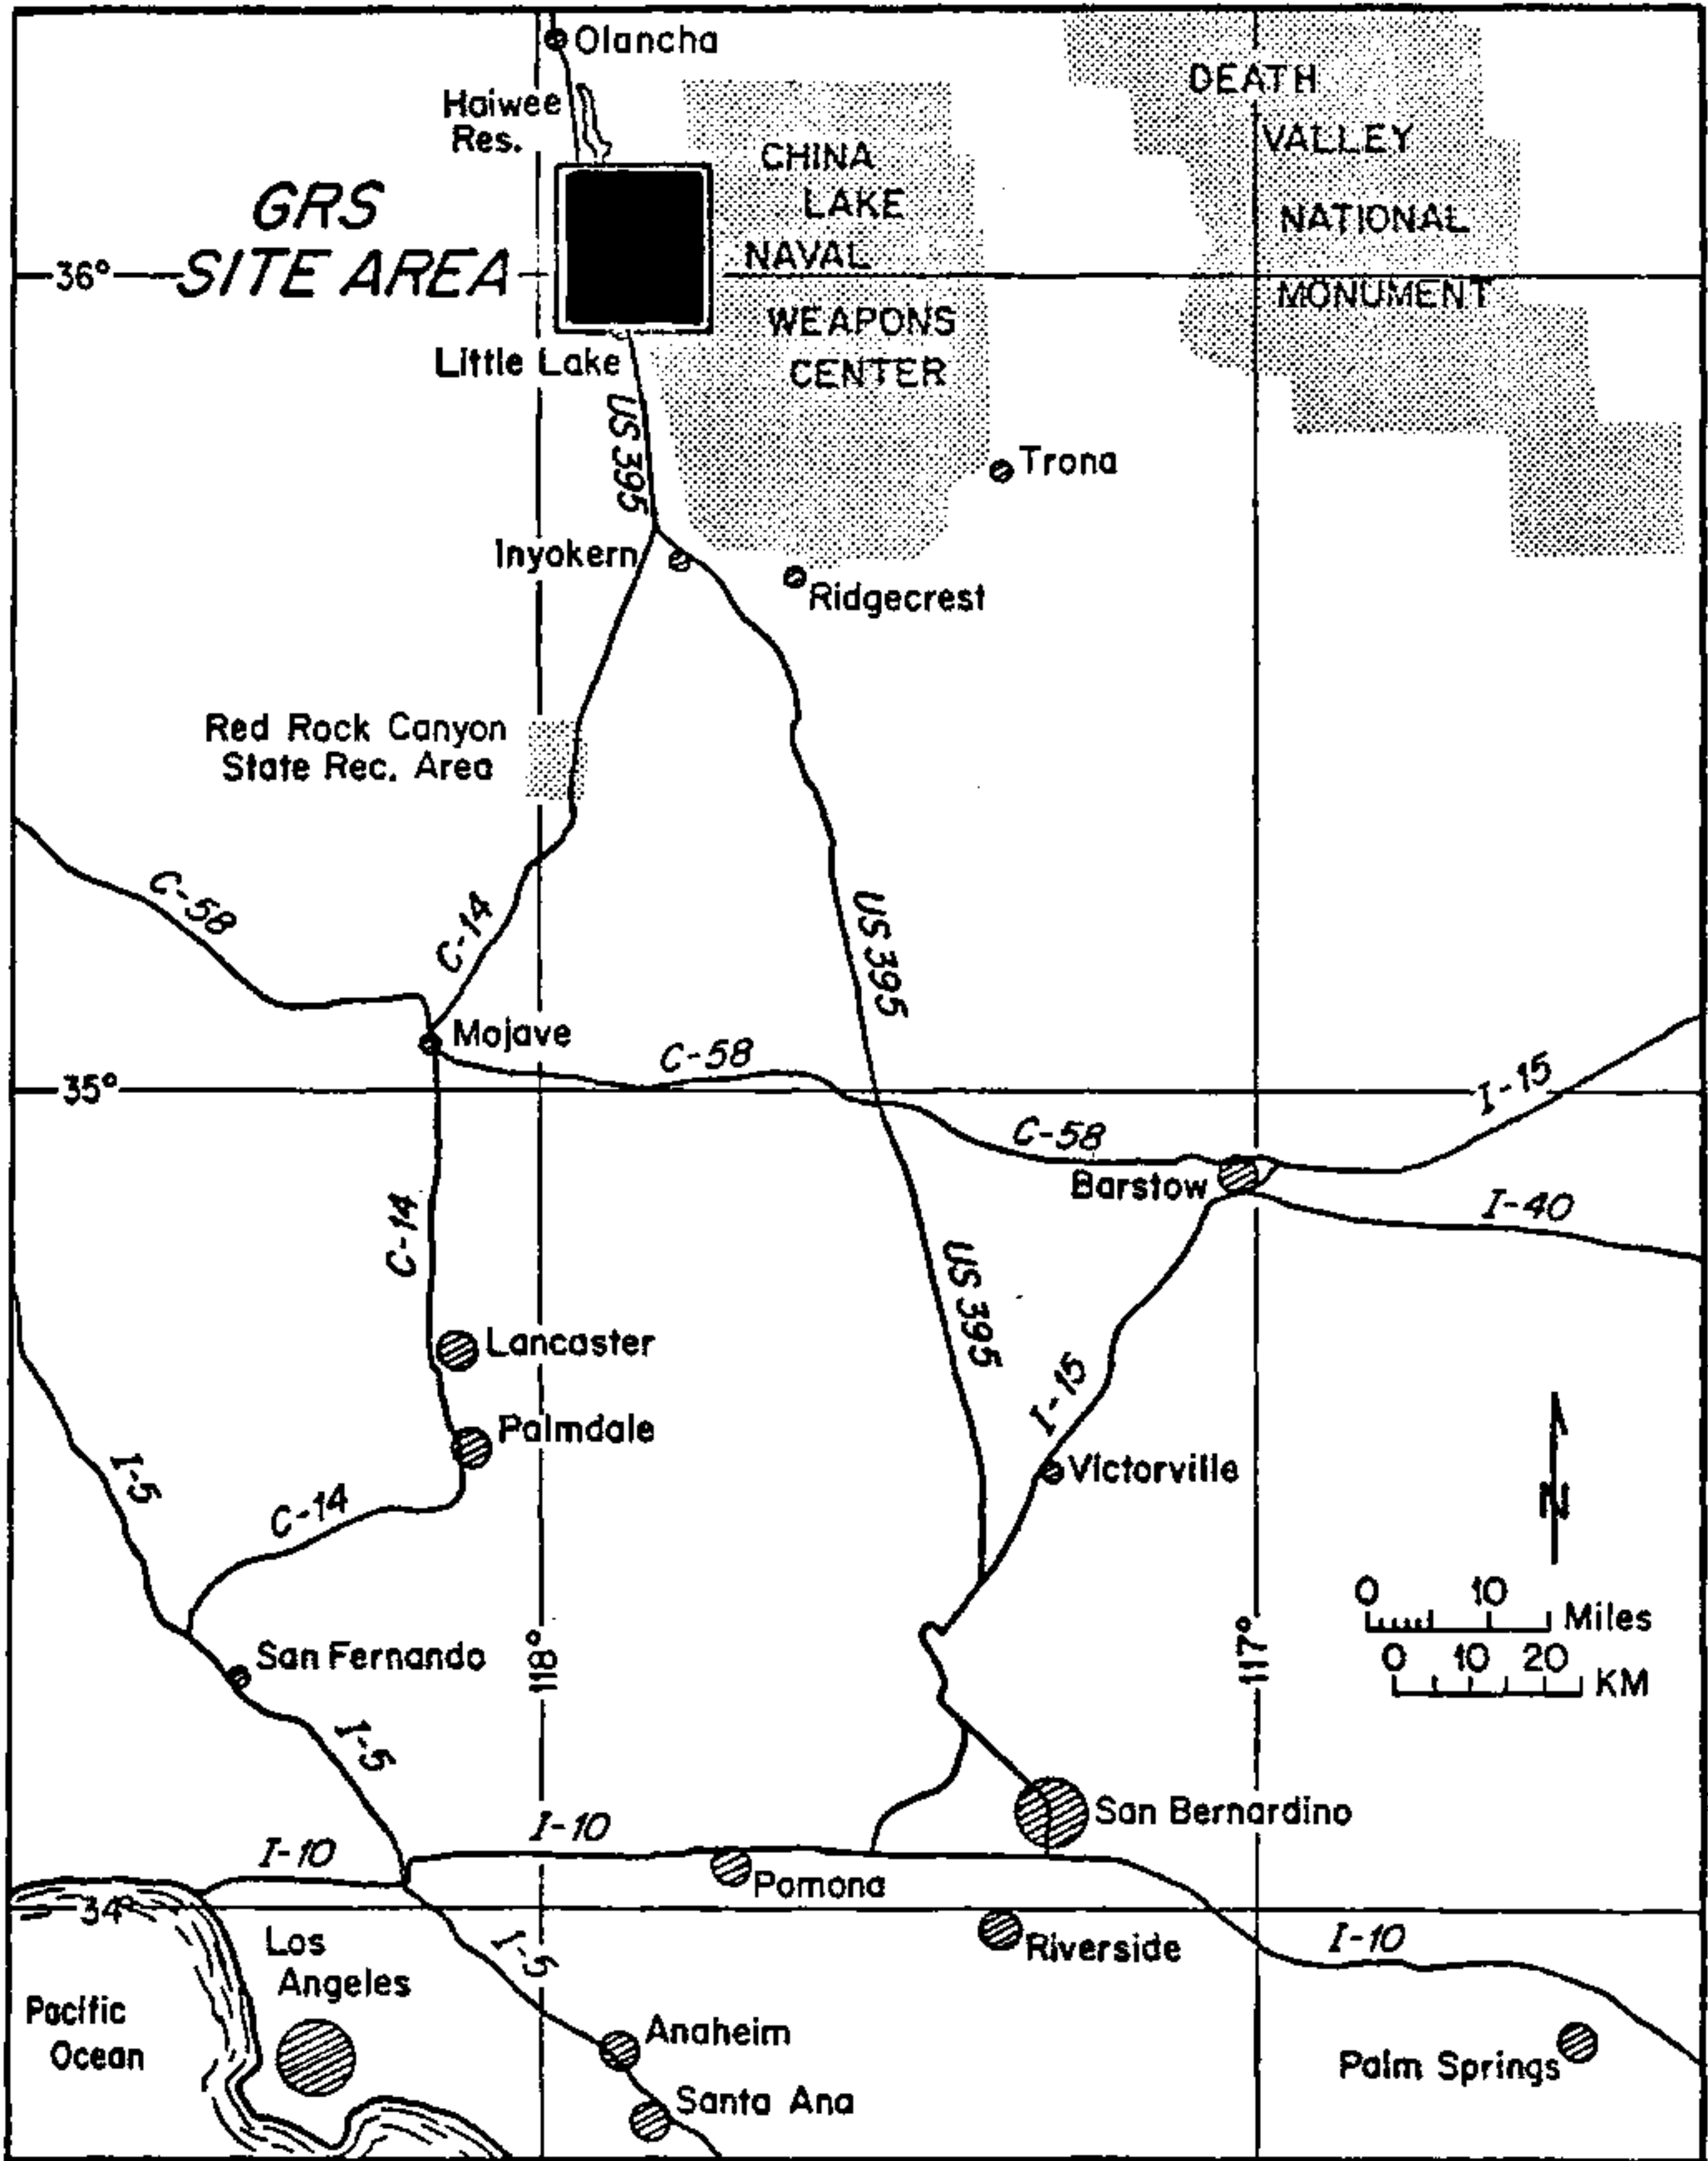 Olancha
Haiwee
Res.
DEATH
VALLEY
NATIONAL
MONUMENT
CHINA
LAKE
NAVAL
WEAPONS
CENTER
GRS
SITE AREA
36°
Little Lake
US 395
Trona
Inyokern
Ridgecrest
Red Rock Canyon
State Rec. Area
C-58
C-14
US 395
Mojave
C-58
35°
I-15
C-58
Barstow
I-40
C-14
US 395
Lancaster
I-15
Palmdale
Victorville
I-5
C-14
N
0 10
Miles
0 10 20
KM
118°
117°
San Fernando
I-5
San Bernardino
I-10
I-10
Pomona
34°
Los
Angeles
I-5
Riverside
I-10
Pacific
Ocean
Anaheim
Palm Springs
Santa Ana